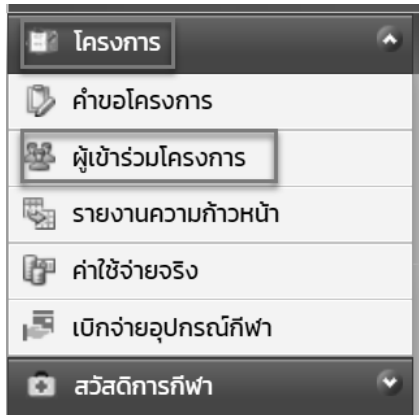 โครงการ
คำขอโครงการ
ผู้เข้าร่วมโครงการ
รายงานความก้าวหน้า
ค่าใช้จ่ายจริง
เบิกจ่ายอุปกรณ์กีฬา
สวัสดิการกีฬา